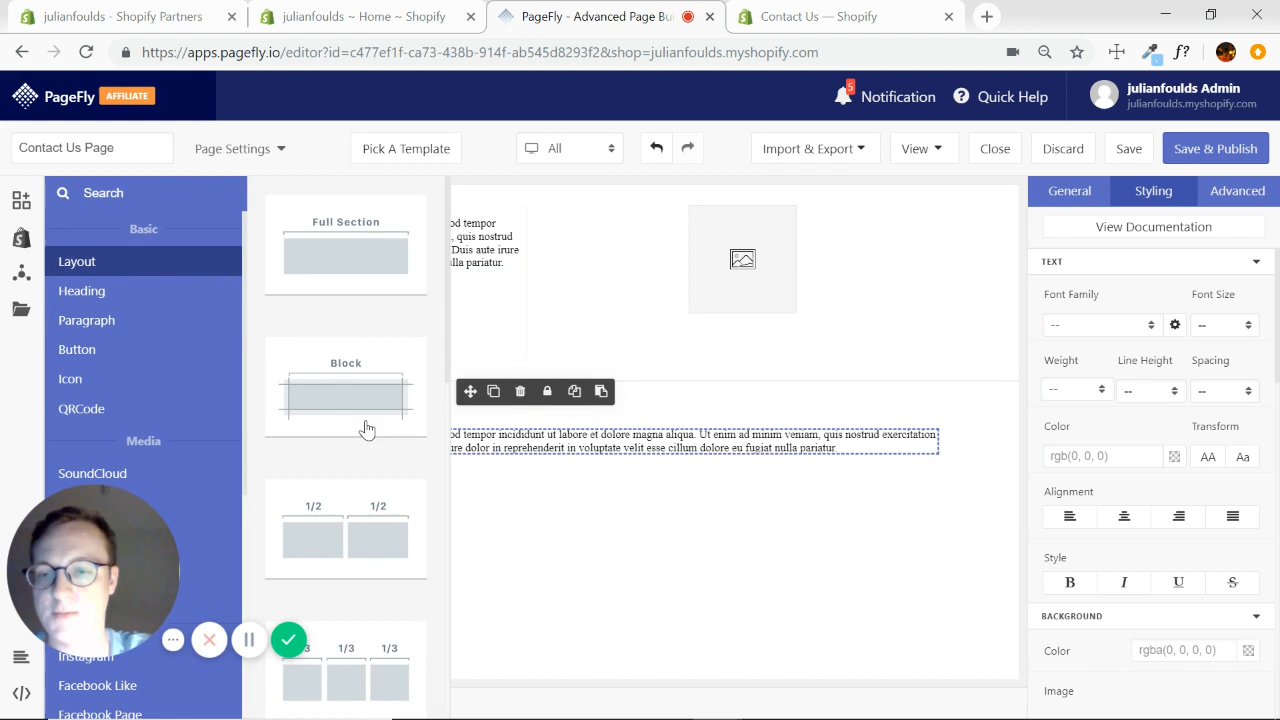 julianfoulds - Shopify Partners
julianfoulds ~ Home ~ Shopify
PageFly - Advanced Page Bui
Contact Us — Shopify
https://apps.pagefly.io/editor?id=c477ef1f-ca73-438b-914f-ab545d8293f2&shop=julianfoulds.myshopify.com
f?
PageFly AFFILIATE
5
Notification
Quick Help
julianfoulds Admin
julianfoulds.myshopify.com
Contact Us Page
Page Settings
Pick A Template
All
Import & Export
View
Close
Discard
Save
Save & Publish
Search
Basic
Layout
Heading
Paragraph
Button
Icon
QRCode
Media
SoundCloud
Instagram
Facebook Like
Facebook Page
Full Section
Block
1/2 1/2
1/3 1/3
od tempor
, quis nostrud
Duis aute irure
lla pariatur.
od tempor incididunt ut labore et dolore magna aliqua. Ut enim ad minim veniam, quis nostrud exercitation
ure dolor in reprehenderit in voluptate velit esse cillum dolore eu fugiat nulla pariatur.
General
Styling
Advanced
View Documentation
TEXT
Font Family
Font Size
--
--
Weight
Line Height
Spacing
--
--
--
Color
Transform
rgb(0, 0, 0)
AA
Aa
Alignment
Style
B
I
U
S
BACKGROUND
Color
rgba(0, 0, 0, 0)
Image